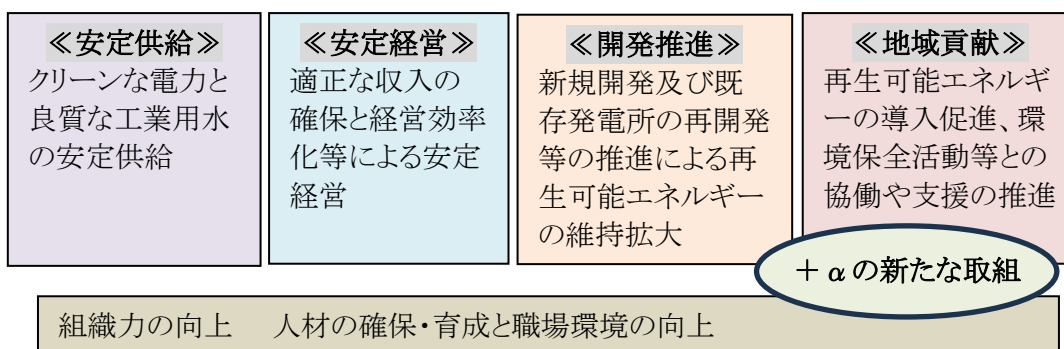 ≪安定供給≫
クリーンな電力と
良質な工業用水
の安定供給
≪安定経営≫
適正な収入の
確保と経営効率
化等による安定
経営
≪開発推進≫
新規開発及び既
存発電所の再開発
等の推進による再
生可能エネルギー
の維持拡大
≪地域貢献≫
再生可能エネルギ
ーの導入促進、環
境保全活動等との
協働や支援の推進
+αの新たな取組
組織力の向上　人材の確保・育成と職場環境の向上